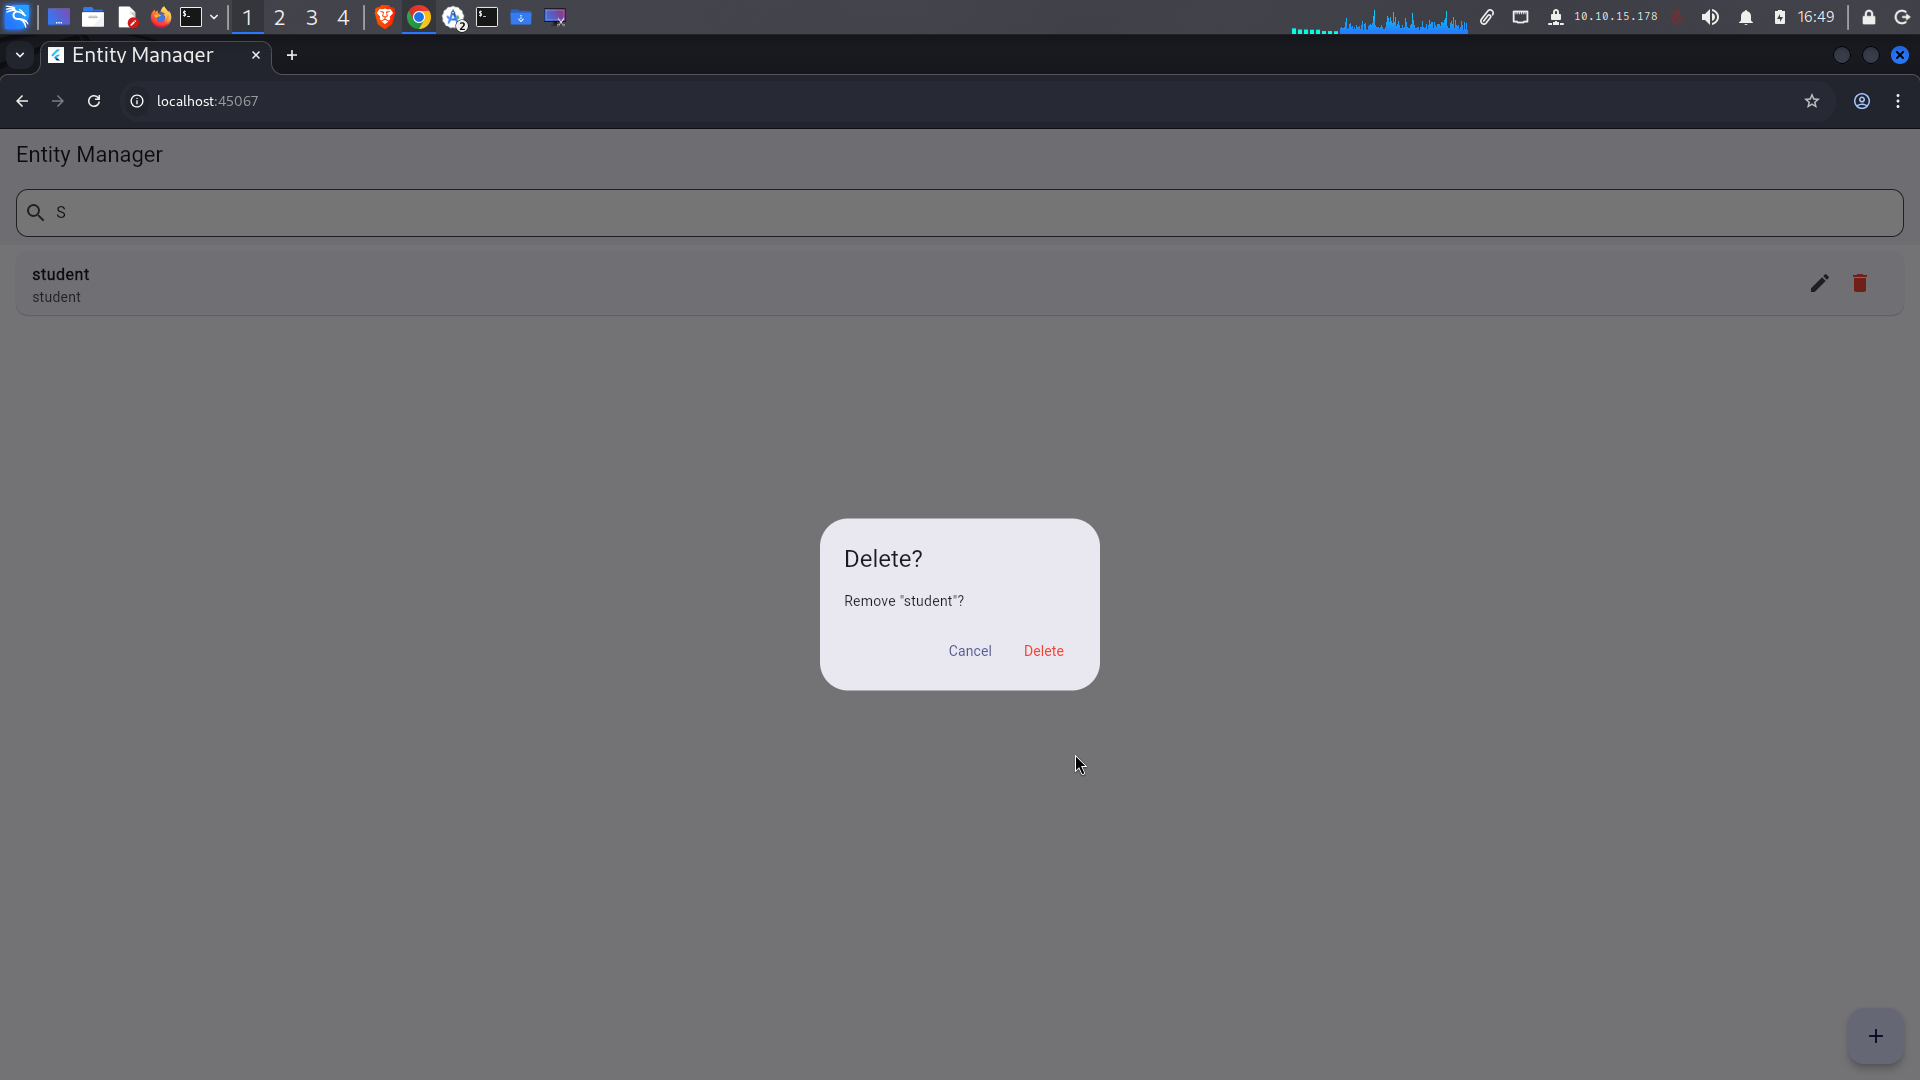 1 2 3 4
10.10.15.178
16:49
Entity Manager
localhost:45067
Entity Manager
S
student
student
Delete?
Remove "student"?
Cancel Delete